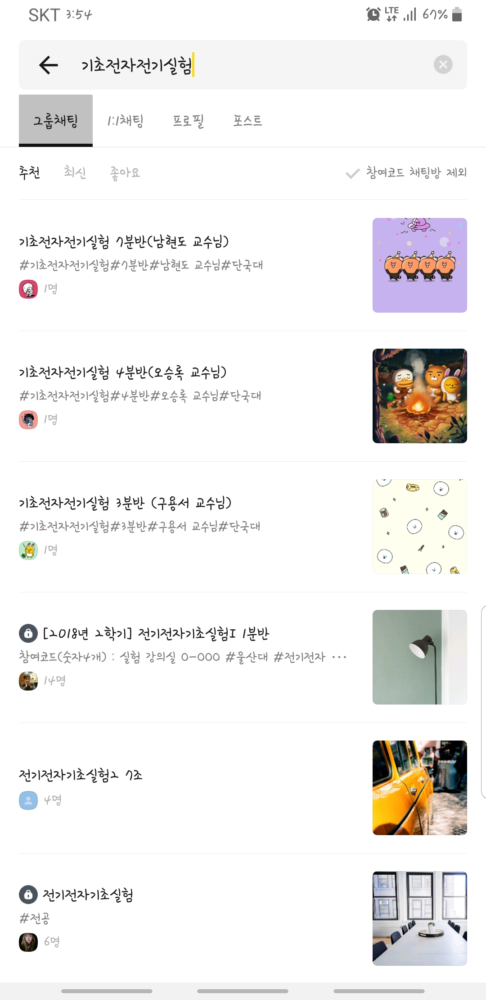 SKT 3:54 LTE 67%
기초전자전기실험
그룹채팅 1:1채팅 프로필 포스트
추천 최신 좋아요 참여코드 채팅방 제외
기초전자전기실험 7분반(남현도 교수님)
#기초전자전기실험#7분반#남현도 교수님#단국대
1명
기초전자전기실험 4분반(오승록 교수님)
#기초전자전기실험#4분반#오승록 교수님#단국대
1명
기초전자전기실험 3분반 (구용서 교수님)
#기초전자전기실험#3분반#구용서 교수님#단국대
1명
[2018년 2학기] 전기전자기초실험I 1분반
참여코드(숫자4개) : 실험 강의실 0-000 #울산대 #전기전자 ···
14명
전기전자기초실험2 7조
4명
전기전자기초실험
#전공
6명